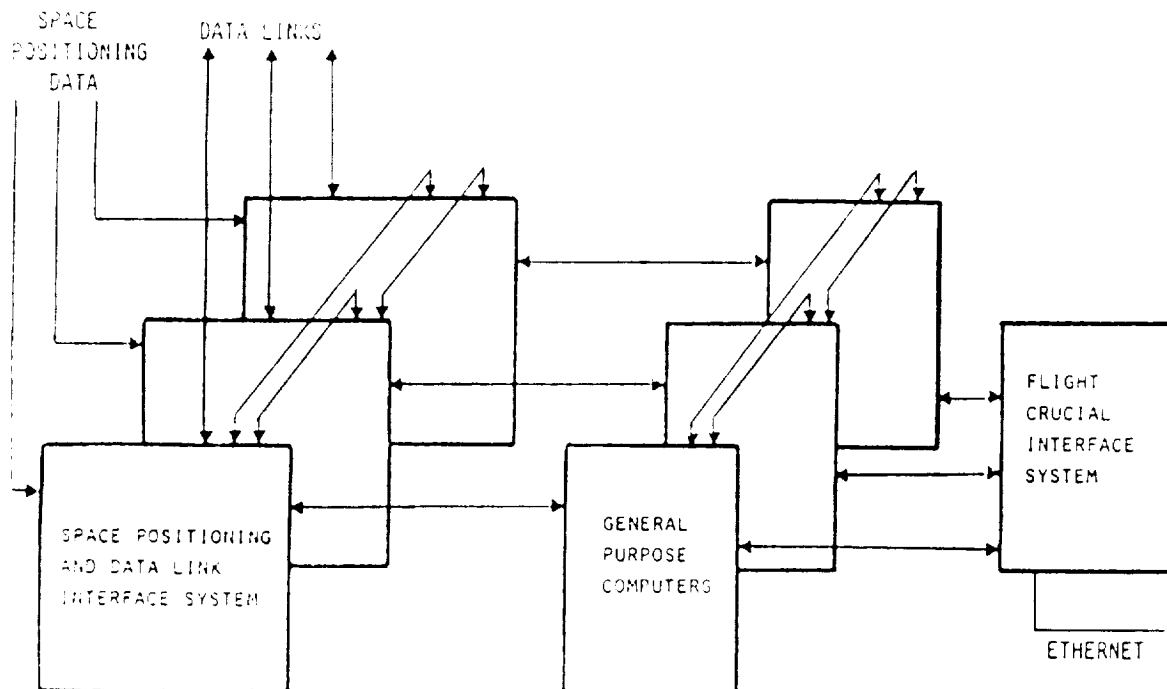 SPACE
POSITIONING
DATA
DATA LINKS
FLIGHT
CRUCIAL
INTERFACE
SYSTEM
SPACE POSITIONING
AND DATA LINK
INTERFACE SYSTEM
GENERAL
PURPOSE
COMPUTERS
ETHERNET